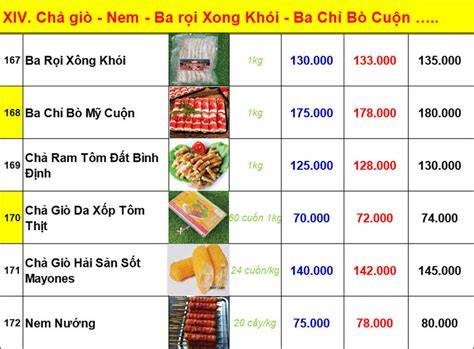 XIV. Chả giò - Nem - Ba rọi Xong Khói - Ba Chỉ Bò Cuộn …..
167 Ba Rọi Xông Khói 1kg 130.000 133.000 135.000
168 Ba Chỉ Bò Mỹ Cuộn 1kg 175.000 178.000 180.000
169 Chả Ram Tôm Đất Bình Định 1kg 125.000 128.000 130.000
170 Chả Giò Da Xốp Tôm Thịt 60 cuốn 1kg 70.000 72.000 74.000
171 Chả Giò Hải Sản Sốt Mayones 24 cuốn/kg 140.000 142.000 145.000
172 Nem Nướng 20 cây/kg 75.000 78.000 80.000